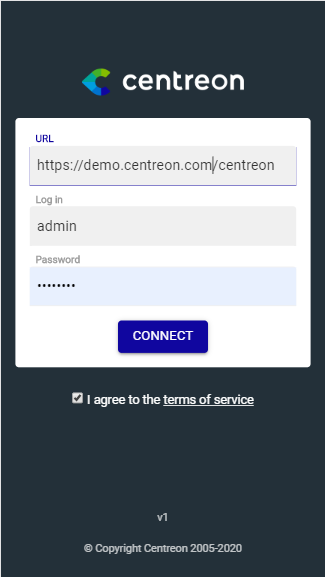 centreon
URL
https://demo.centreon.com/centreon
Log in
admin
Password
••••••••
CONNECT
I agree to the terms of service
v1
© Copyright Centreon 2005-2020